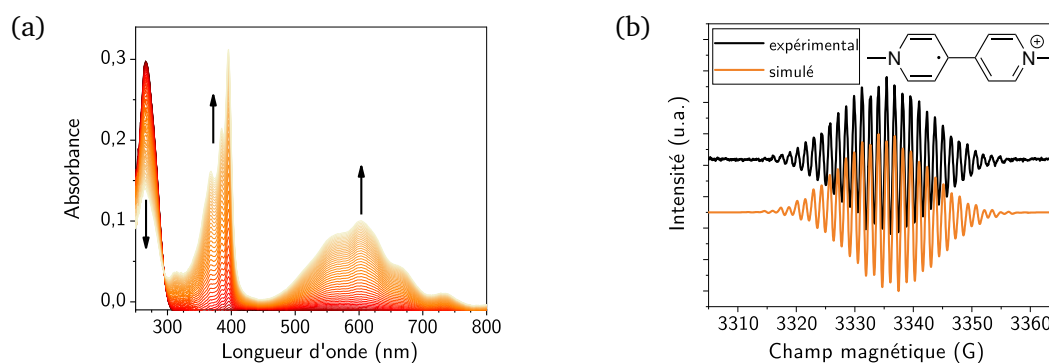 (a)
Absorbance
0,3
0,2
0,1
0,0
300 400 500 600 700 800
Longueur d'onde (nm)
(b)
Intensité (u.a.)
expérimental
simulé
N
N
+
3310 3320 3330 3340 3350 3360
Champ magnétique (G)